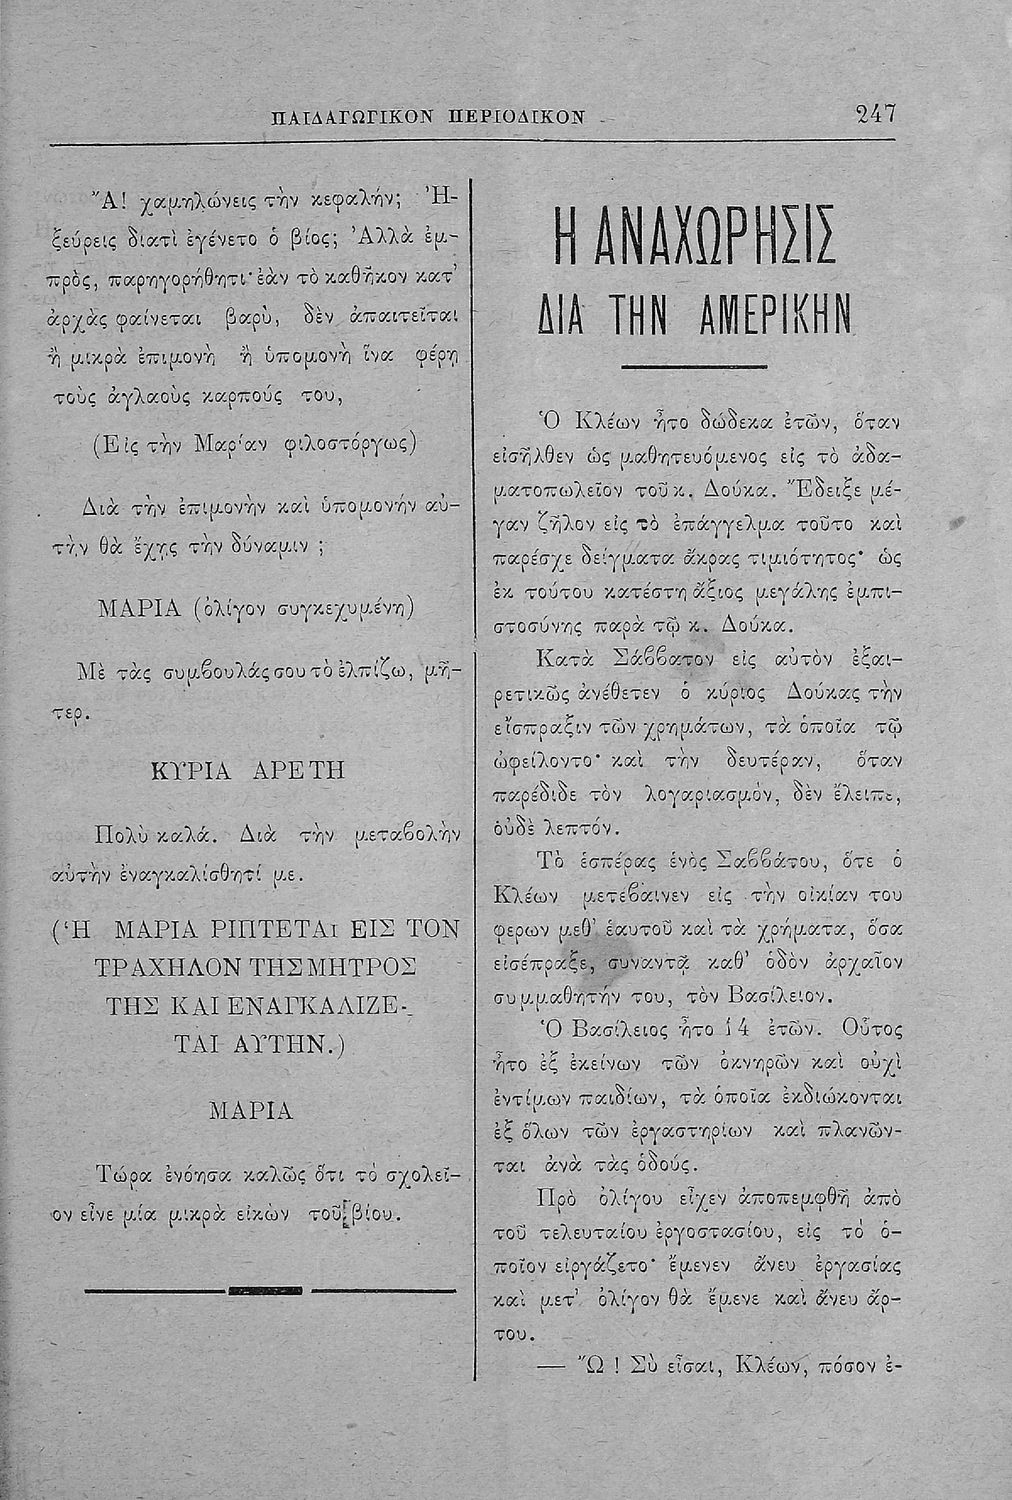 ΠΑΙΔΑΓΩΓΙΚΟΝ ΠΕΡΙΟΔΙΚΟΝ 247
Ἄ! χαμηλώνεις τὴν κεφαλήν; Ἠ-
ξεύρεις διατὶ ἐγένετο ὁ βίος; Ἀλλὰ ἐμ-
πρὸς, παρηγορήθητι· ἐὰν τὸ καθῆκον κατ’
ἀρχὰς φαίνεται βαρὺ, δὲν ἀπαιτεῖται
ἢ μικρὰ ἐπιμονὴ ἢ ὑπομονὴ ἵνα φέρῃ
τοὺς ἀγλαοὺς καρπούς του,
(Εἰς τὴν Μαρίαν φιλοστόργως)
Διὰ τὴν ἐπιμονὴν καὶ ὑπομονήν αὐ-
τὴν θὰ ἔχῃς τὴν δύναμιν ;
ΜΑΡΙΑ (ὀλίγον συγκεχυμένη)
Μὲ τὰς συμβουλάς σου τὸ ἐλπίζω, μῆ-
τερ.
ΚΥΡΙΑ ΑΡΕΤΗ
Πολὺ καλά. Διὰ τὴν μεταβολὴν
αὐτὴν ἐναγκαλίσθητί με.
(Ἡ ΜΑΡΙΑ ΡΙΠΤΕΤΑΙ ΕΙΣ ΤΟΝ
ΤΡΑΧΗΛΟΝ ΤΗΣ ΜΗΤΡΟΣ
ΤΗΣ ΚΑΙ ΕΝΑΓΚΑΛΙΖΕ-
ΤΑΙ ΑΥΤΗΝ.)
ΜΑΡΙΑ
Τώρα ἐνόησα καλῶς ὅτι τὸ σχολεῖ-
ον εἶνε μία μικρὰ εἰκὼν τοῦ βίου.
Η ΑΝΑΧΩΡΗΣΙΣ
ΔΙΑ ΤΗΝ ΑΜΕΡΙΚΗΝ
Ὁ Κλέων ἦτο δώδεκα ἐτῶν, ὅταν
εἰσῆλθεν ὡς μαθητευόμενος εἰς τὸ ἀδα-
ματοπωλεῖον τοῦ κ. Δούκα. Ἔδειξε μέ-
γαν ζῆλον εἰς τὸ ἐπάγγελμα τοῦτο καὶ
παρέσχε δείγματα ἄκρας τιμιότητος· ὡς
ἐκ τούτου κατέστη ἄξιος μεγάλης ἐμπι-
στοσύνης παρὰ τῷ κ. Δούκα.
Κατὰ Σάββατον εἰς αὐτὸν ἐξαι-
ρετικῶς ἀνέθετεν ὁ κύριος Δούκας τὴν
εἴσπραξιν τῶν χρημάτων, τὰ ὁποῖα τῷ
ὠφείλοντο· καὶ τὴν δευτέραν, ὅταν
παρέδιδε τὸν λογαριασμόν, δὲν ἔλειπε,
οὐδὲ λεπτόν.
Τὸ ἑσπέρας ἑνὸς Σαββάτου, ὅτε ὁ
Κλέων μετέβαινεν εἰς τὴν οἰκίαν του
φερων μεθ’ ἑαυτοῦ καὶ τὰ χρήματα, ὅσα
εἰσέπραξε, συναντᾷ καθ’ ὁδὸν ἀρχαῖον
συμμαθητήν του, τὸν Βασίλειον.
Ὁ Βασίλειος ἦτο 14 ἐτῶν. Οὗτος
ἦτο ἐξ ἐκείνων τῶν ὀκνηρῶν καὶ οὐχὶ
ἐντίμων παιδίων, τὰ ὁποῖα ἐκδιώκονται
ἐξ ὅλων τῶν ἐργαστηρίων καὶ πλανῶν-
ται ἀνὰ τὰς ὁδούς.
Πρὸ ὀλίγου εἶχεν ἀποπεμφθῆ ἀπὸ
τοῦ τελευταίου ἐργοστασίου, εἰς τὸ ὁ-
ποῖον εἰργάζετο· ἔμενεν ἄνευ ἐργασίας
καὶ μετ’ ὀλίγον θὰ ἔμενε καὶ ἄνευ ἄρ-
του.
— Ὢ ! Σὺ εἶσαι, Κλέων, πόσον ἐ-